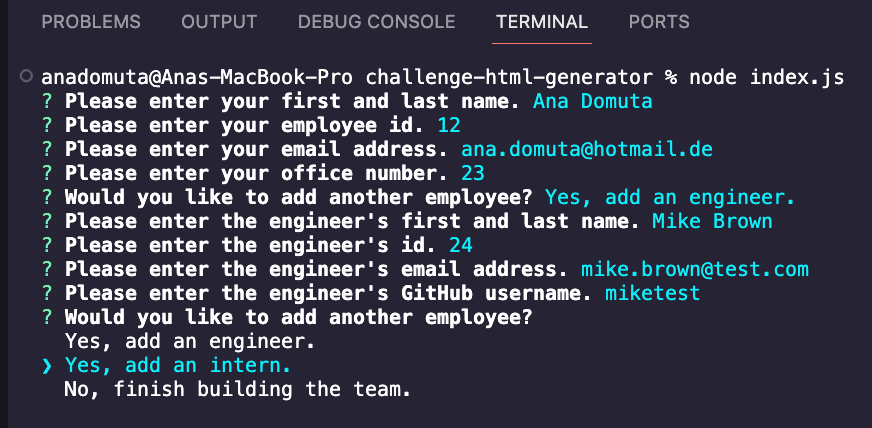 PROBLEMS OUTPUT DEBUG CONSOLE TERMINAL PORTS
anadomuta@Anas-MacBook-Pro challenge-html-generator % node index.js
? Please enter your first and last name. Ana Domuta
? Please enter your employee id. 12
? Please enter your email address. ana.domuta@hotmail.de
? Please enter your office number. 23
? Would you like to add another employee? Yes, add an engineer.
? Please enter the engineer's first and last name. Mike Brown
? Please enter the engineer's id. 24
? Please enter the engineer's email address. mike.brown@test.com
? Please enter the engineer's GitHub username. miketest
? Would you like to add another employee?
Yes, add an engineer.
❯ Yes, add an intern.
No, finish building the team.